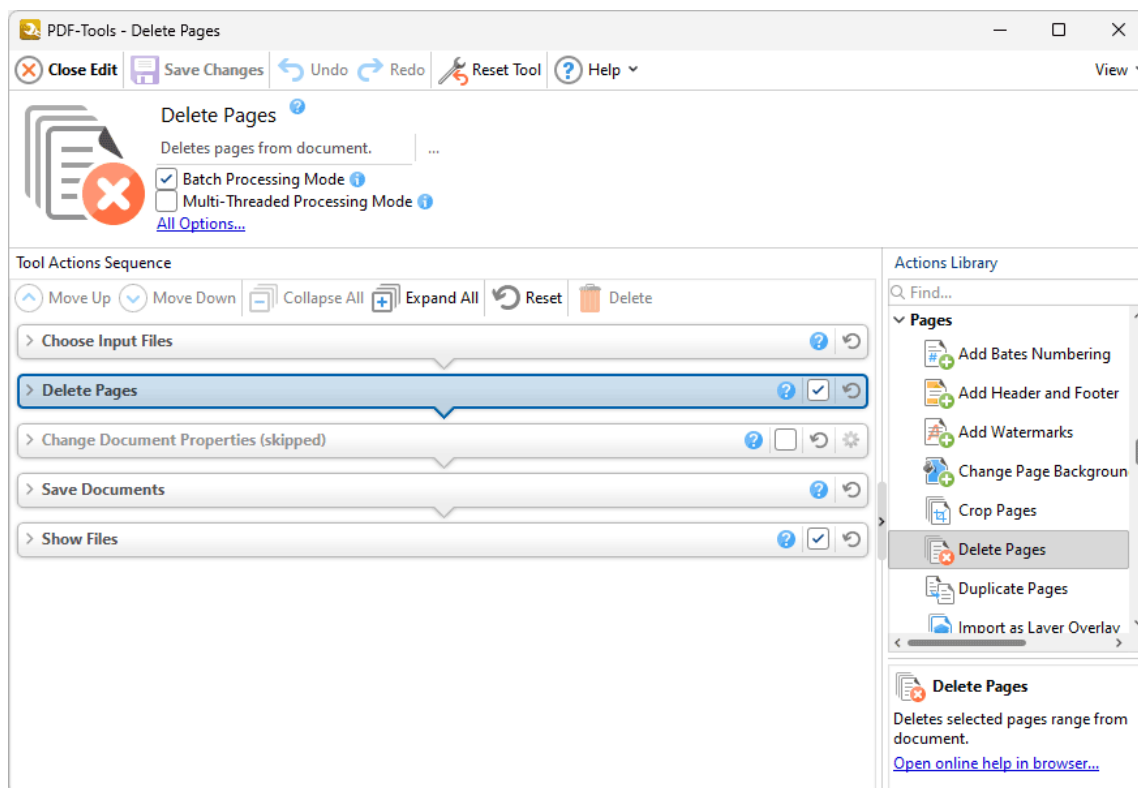 PDF-Tools - Delete Pages
Close Edit Save Changes Undo Redo Reset Tool Help View
Delete Pages
Deletes pages from document. ...
Batch Processing Mode
Multi-Threaded Processing Mode
All Options...
Tool Actions Sequence
Move Up Move Down Collapse All Expand All Reset Delete
Choose Input Files
Delete Pages
Change Document Properties (skipped)
Save Documents
Show Files
Actions Library
Find...
Pages
Add Bates Numbering
Add Header and Footer
Add Watermarks
Change Page Backgroun
Crop Pages
Delete Pages
Duplicate Pages
Import as Layer Overlay
Delete Pages
Deletes selected pages range from
document.
Open online help in browser...